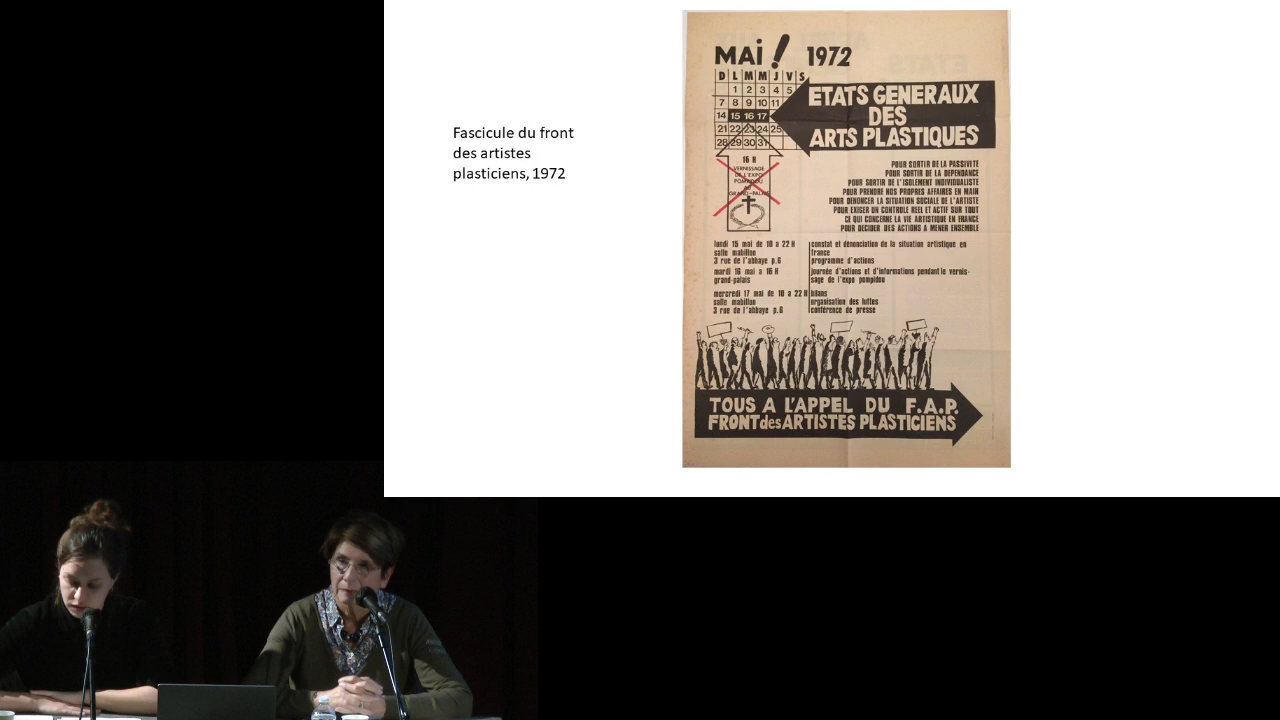 Fascicule du front
des artistes
plasticiens, 1972
MAI ! 1972
D L M M J V S
1 2 3 4 5
7 8 9 10 11
14 15 16 17
21 22 23 24 25
28 29 30 31
ETATS GENERAUX
DES
ARTS PLASTIQUES
16 H
VERNISSAGE
DE L'EXPO
POMPIDOU
AU
GRAND-PALAIS
POUR SORTIR DE LA PASSIVITE
POUR SORTIR DE LA DEPENDANCE
POUR SORTIR DE L'ISOLEMENT INDIVIDUALISTE
POUR PRENDRE NOS PROPRES AFFAIRES EN MAIN
POUR DENONCER LA SITUATION SOCIALE DE L'ARTISTE
POUR EXIGER UN CONTROLE REEL ET ACTIF SUR TOUT
CE QUI CONCERNE LA VIE ARTISTIQUE EN FRANCE
POUR DECIDER DES ACTIONS A MENER ENSEMBLE
lundi 15 mai de 10 a 22 H
salle mabillon
3 rue de l'abbaye p.6
constat et dénonciation de la situation artistique en
france
programme d'actions
mardi 16 mai a 16 H
grand-palais
journée d'actions et d'informations pendant le vernis-
sage de l'expo pompidou
mercredi 17 mai de 10 a 22 H
salle mabillon
3 rue de l'abbaye p.6
bilans
organisation des luttes
conférence de presse
TOUS A L'APPEL DU F.A.P.
FRONT des ARTISTES PLASTICIENS